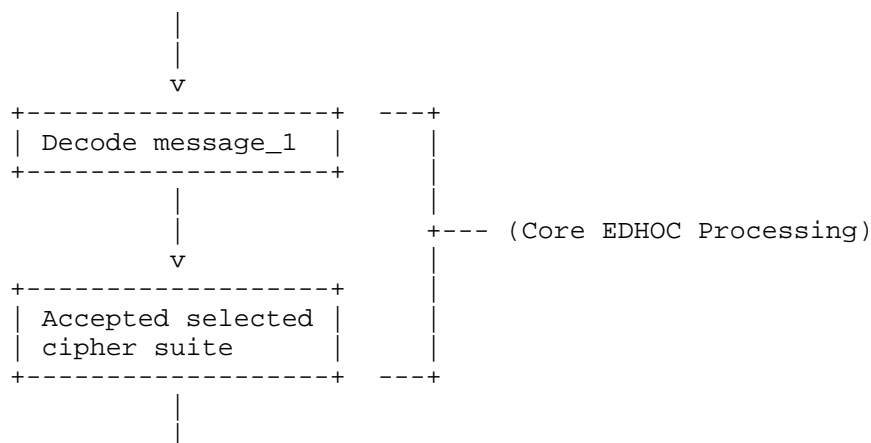 Decode message_1
(Core EDHOC Processing)
Accepted selected
cipher suite